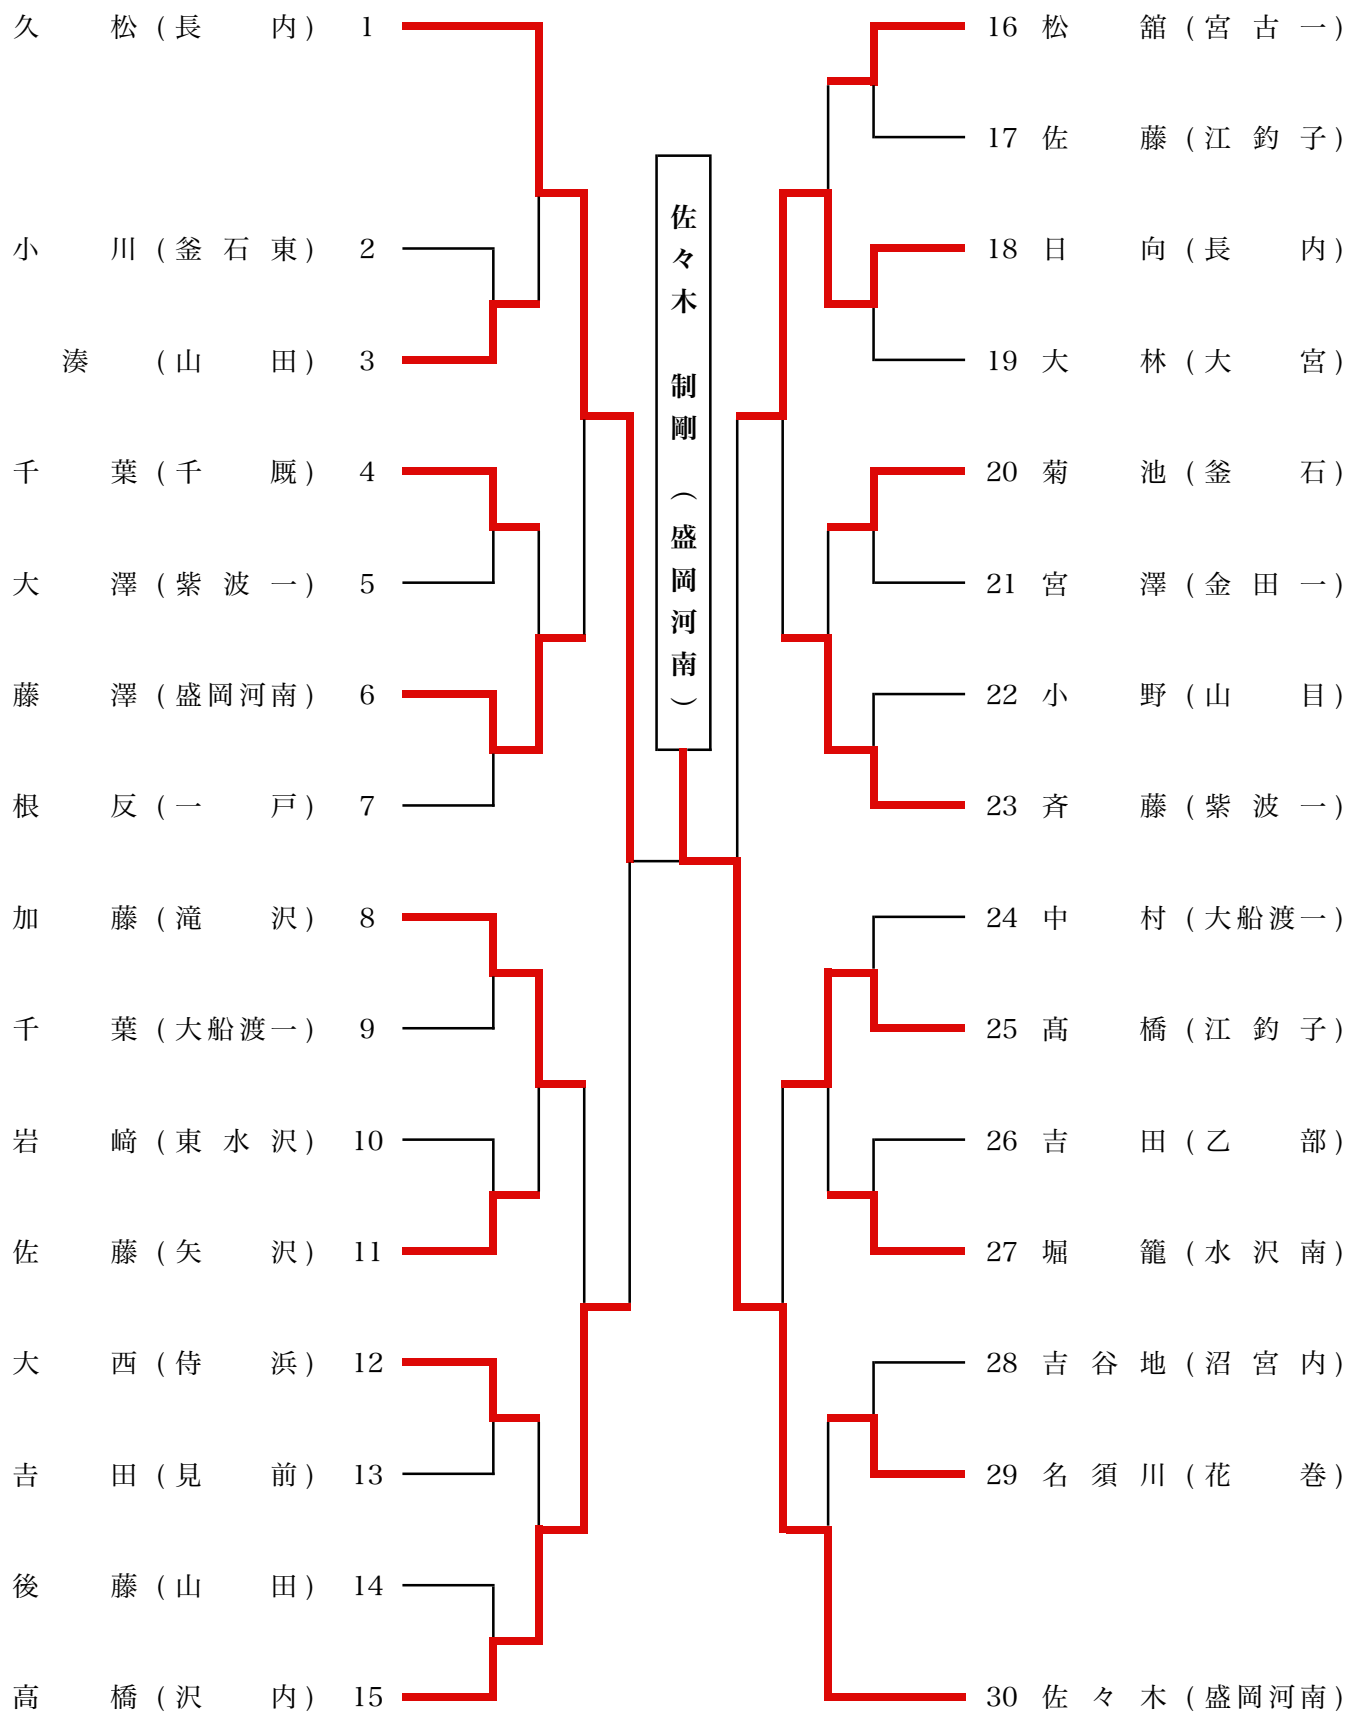 久松(長内) 1
小川(釜石東) 2
湊(山田) 3
千葉(千厩) 4
大澤(紫波一) 5
藤澤(盛岡河南) 6
根反(一戸) 7
加藤(滝沢) 8
千葉(大船渡一) 9
岩﨑(東水沢) 10
佐藤(矢沢) 11
大西(侍浜) 12
吉田(見前) 13
後藤(山田) 14
高橋(沢内) 15
佐々木 制剛 (盛岡河南)
16 松舘(宮古一)
17 佐藤(江釣子)
18 日向(長内)
19 大林(大宮)
20 菊池(釜石)
21 宮澤(金田一)
22 小野(山目)
23 斉藤(紫波一)
24 中村(大船渡一)
25 髙橋(江釣子)
26 吉田(乙部)
27 堀籠(水沢南)
28 吉谷地(沼宮内)
29 名須川(花巻)
30 佐々木(盛岡河南)